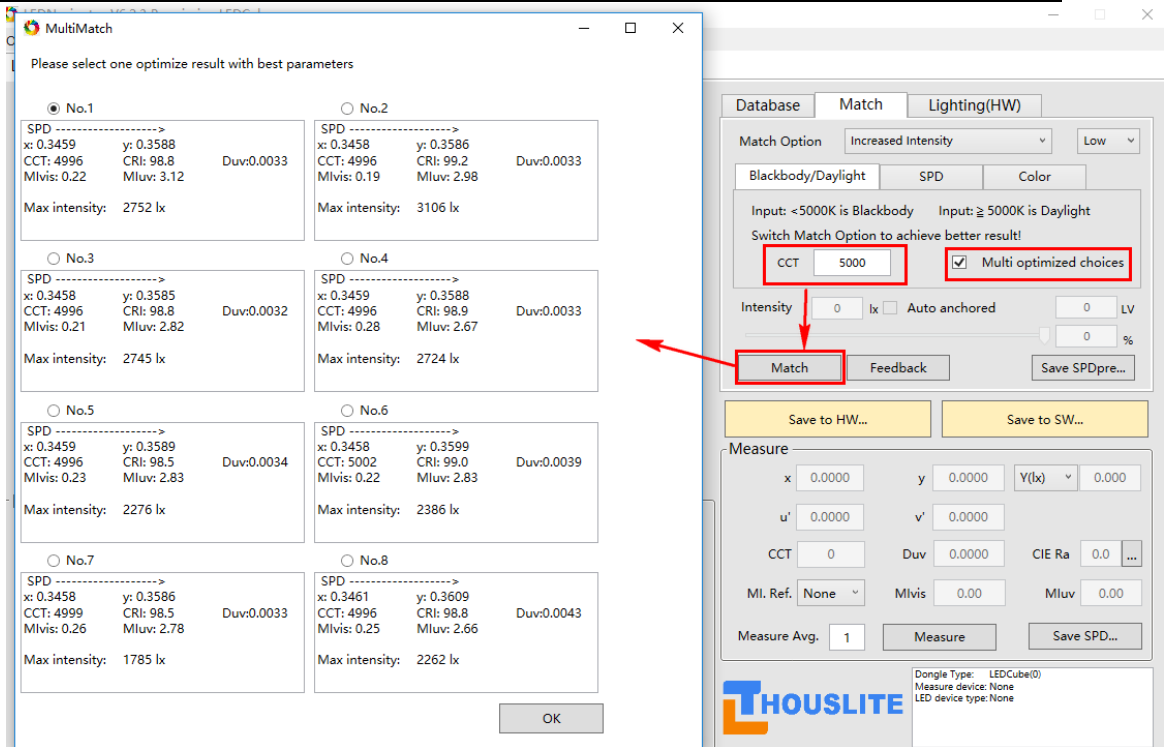 MultiMatch
Please select one optimize result with best parameters
No.1
SPD ------------------->
x: 0.3459 y: 0.3588
CCT: 4996 CRI: 98.8 Duv:0.0033
MIvis: 0.22 MIuv: 3.12
Max intensity: 2752 lx
No.2
SPD ------------------->
x: 0.3458 y: 0.3586
CCT: 4996 CRI: 99.2 Duv:0.0033
MIvis: 0.19 MIuv: 2.98
Max intensity: 3106 lx
No.3
SPD ------------------->
x: 0.3458 y: 0.3585
CCT: 4996 CRI: 98.8 Duv:0.0032
MIvis: 0.21 MIuv: 2.82
Max intensity: 2745 lx
No.4
SPD ------------------->
x: 0.3459 y: 0.3588
CCT: 4996 CRI: 98.9 Duv:0.0033
MIvis: 0.28 MIuv: 2.67
Max intensity: 2724 lx
No.5
SPD ------------------->
x: 0.3459 y: 0.3589
CCT: 4996 CRI: 98.5 Duv:0.0034
MIvis: 0.23 MIuv: 2.83
Max intensity: 2276 lx
No.6
SPD ------------------->
x: 0.3458 y: 0.3599
CCT: 5002 CRI: 99.0 Duv:0.0039
MIvis: 0.22 MIuv: 2.83
Max intensity: 2386 lx
No.7
SPD ------------------->
x: 0.3458 y: 0.3586
CCT: 4999 CRI: 98.5 Duv:0.0033
MIvis: 0.26 MIuv: 2.78
Max intensity: 1785 lx
No.8
SPD ------------------->
x: 0.3461 y: 0.3609
CCT: 4996 CRI: 98.8 Duv:0.0043
MIvis: 0.25 MIuv: 2.66
Max intensity: 2262 lx
OK
Database Match Lighting(HW)
Match Option Increased Intensity Low
Blackbody/Daylight SPD Color
Input: <5000K is Blackbody Input: ≧ 5000K is Daylight
Switch Match Option to achieve better result!
CCT 5000 Multi optimized choices
Intensity 0 lx Auto anchored 0 LV
0 %
Match Feedback Save SPDpre...
Save to HW... Save to SW...
Measure
x 0.0000 y 0.0000 Y(lx) 0.000
u' 0.0000 v' 0.0000
CCT 0 Duv 0.0000 CIE Ra 0.0 ...
MI. Ref. None MIvis 0.00 MIuv 0.00
Measure Avg. 1 Measure Save SPD...
THOUSLITE
Dongle Type: LEDCube(0)
Measure device: None
LED device type: None